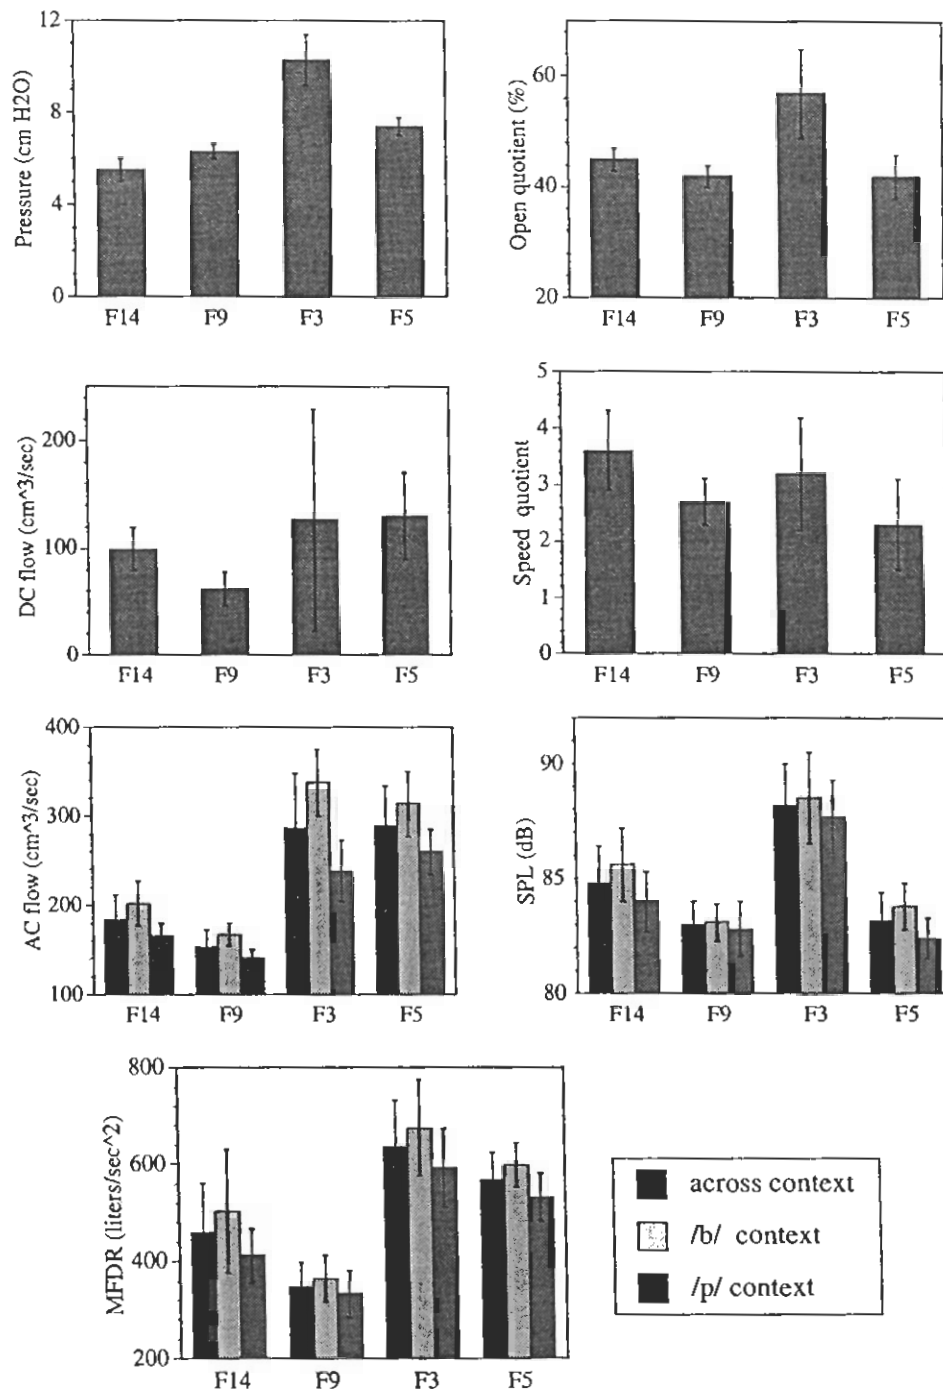 12
8
4
0
Pressure (cm H2O)
F14 F9 F3 F5
60
40
20
Open quotient (%)
F14 F9 F3 F5
200
100
0
DC flow (cm^3/sec)
F14 F9 F3 F5
5
4
3
2
1
0
Speed quotient
F14 F9 F3 F5
400
300
200
100
AC flow (cm^3/sec)
F14 F9 F3 F5
90
85
80
SPL (dB)
F14 F9 F3 F5
800
600
400
200
MFDR (liters/sec^2)
F14 F9 F3 F5
across context
/b/ context
/p/ context